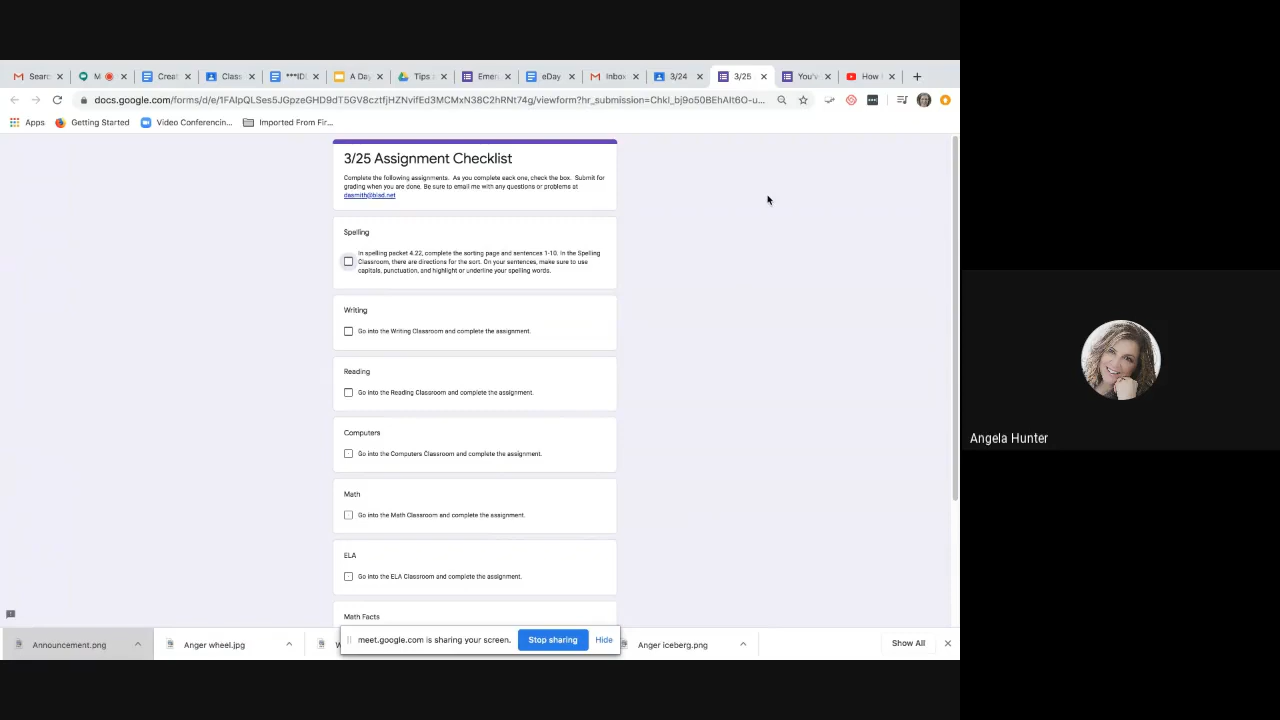 Searc
M
Creat
Class
***IDL
A Day
Tips a
Emer
eDay
Inbox
3/24
3/25
You'v
How I
docs.google.com/forms/d/e/1FAIpQLSes5JGpzeGHD9dT5GV8cztfjHZNvifEd3MCMxN38C2hRNt74g/viewform?hr_submission=ChkI_bj9o50BEhAIt6O-u...
Apps
Getting Started
Video Conferencin...
Imported From Fir...
3/25 Assignment Checklist
Complete the following assignments. As you complete each one, check the box. Submit for
grading when you are done. Be sure to email me with any questions or problems at
Spelling
In spelling packet 4.22, complete the sorting page and sentences 1-10. In the Spelling
Classroom, there are directions for the sort. On your sentences, make sure to use
capitals, punctuation, and highlight or underline your spelling words.
Writing
Go into the Writing Classroom and complete the assignment.
Reading
Go into the Reading Classroom and complete the assignment.
Computers
Go into the Computers Classroom and complete the assignment.
Math
Go into the Math Classroom and complete the assignment.
ELA
Go into the ELA Classroom and complete the assignment.
Math Facts
meet.google.com is sharing your screen.
Stop sharing
Hide
Announcement.png
Anger wheel.jpg
W
Anger iceberg.png
Show All
Angela Hunter